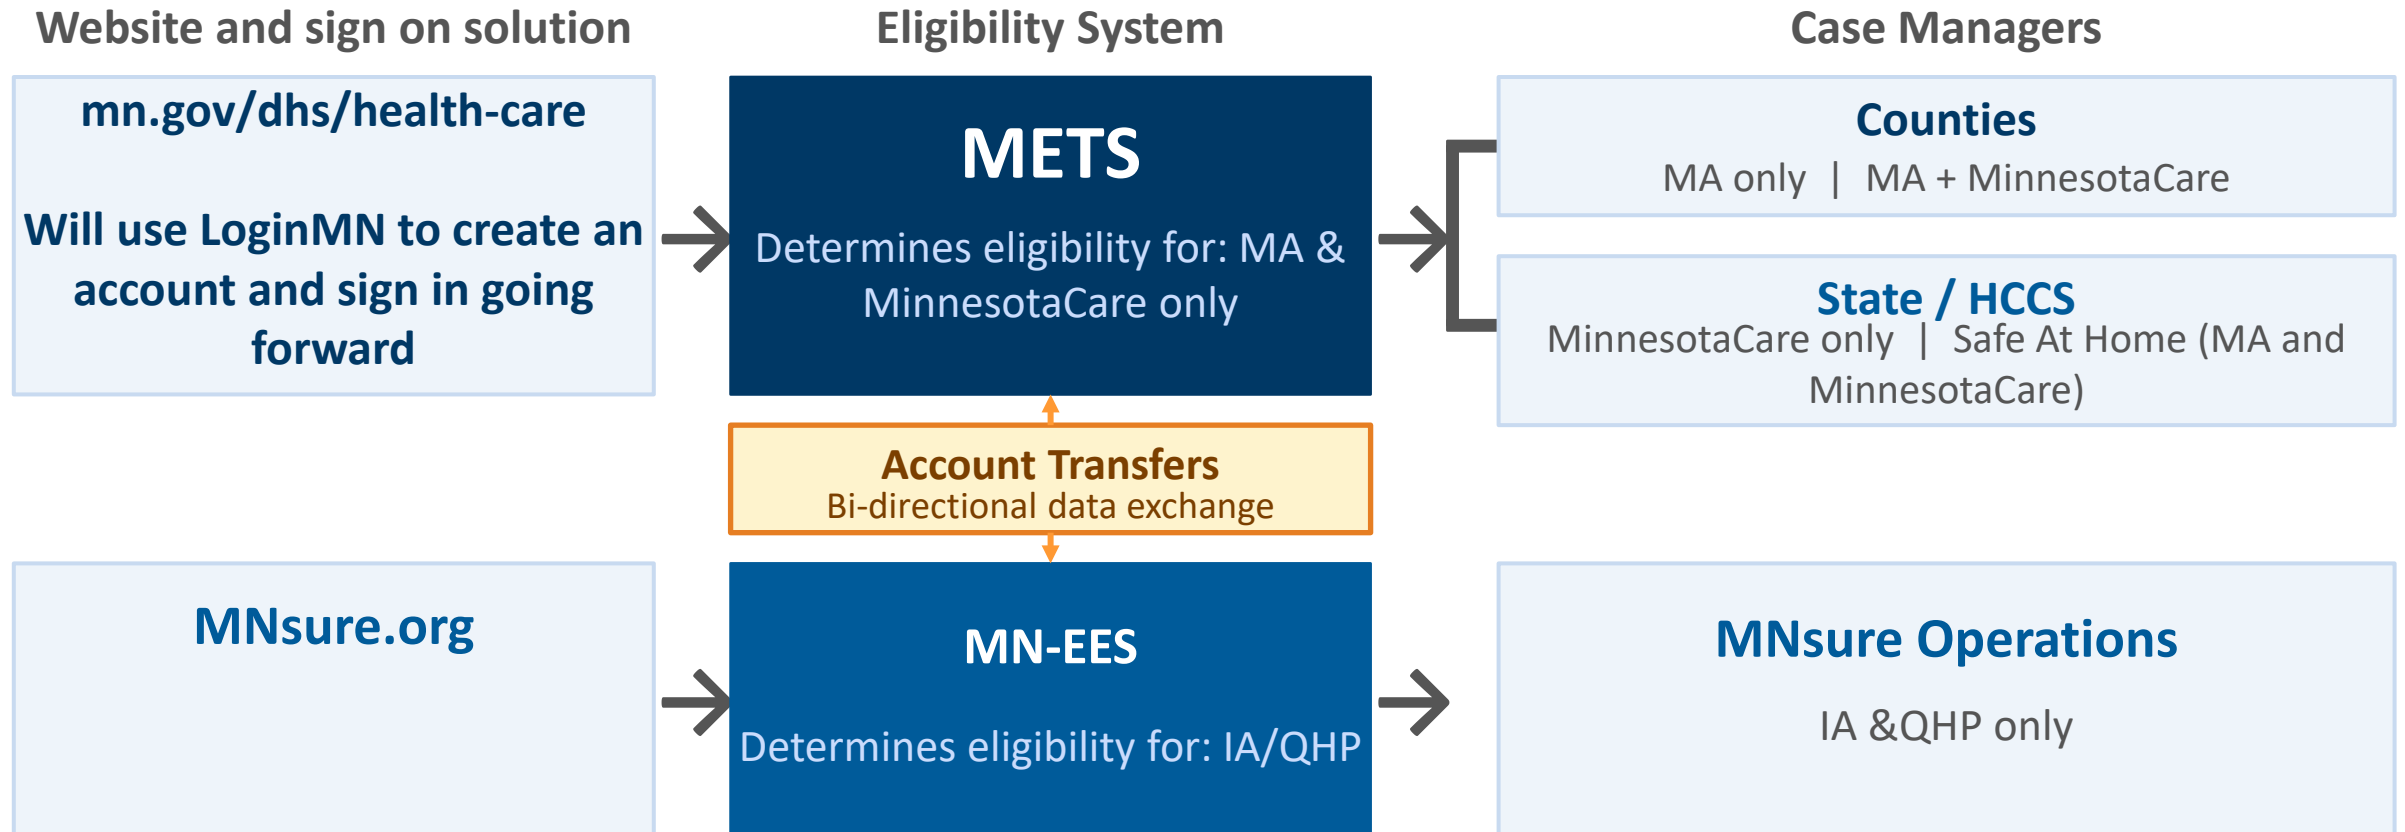 Website and sign on solution
Eligibility System
Case Managers
mn.gov/dhs/health-care
Will use LoginMN to create an
account and sign in going
forward
METS
Determines eligibility for: MA &
MinnesotaCare only
Counties
MA only | MA + MinnesotaCare
State / HCCS
MinnesotaCare only | Safe At Home (MA and
MinnesotaCare)
Account Transfers
Bi-directional data exchange
MNsure.org
MN-EES
Determines eligibility for: IA/QHP
MNsure Operations
IA &QHP only